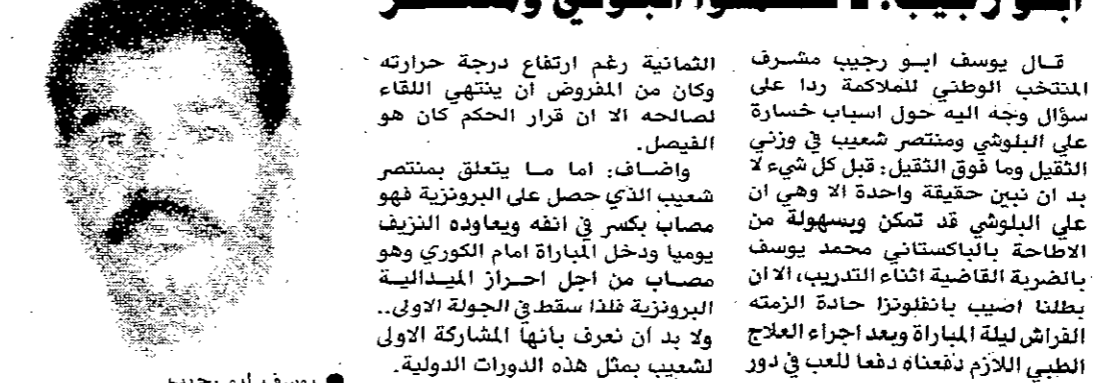 ابو رجيب:
قال يوسف ابو رجيب مشرف
المنتخب الوطني للملاكمة ردا على
سؤال وجه اليه حول اسباب خسارة
علي البلوشي ومنتصر شعيب في وزني
الثقيل وما فوق الثقيل: قبل كل شيء لا
بد ان نبين حقيقة واحدة الا وهي ان
علي البلوشي قد تمكن وبسهولة من
الاطاحة بالباكستاني محمد يوسف
بالضربة القاضية اثناء التدريب، الا ان
بطلنا اصيب بانفلونزا حادة الزمته
الفراش ليلة المباراة وبعد اجراء العلاج
الطبي اللازم دفعناه دفعا للعب في دور
الثمانية رغم ارتفاع درجة حرارته
وكان من المفروض ان ينتهي اللقاء
لصالحه الا ان قرار الحكم كان هو
الفيصل.
واضاف: اما ما يتعلق بمنتصر
شعيب الذي حصل على البرونزية فهو
مصاب بكسر في انفه ويعاوده النزيف
يوميا ودخل المباراة امام الكوري وهو
مصاب من اجل احراز الميدالية
البرونزية فلذا سقط في الجولة الاولى..
ولا بد ان نعرف بأنها المشاركة الاولى
لشعيب بمثل هذه الدورات الدولية.
● يوسف ابو رجيب